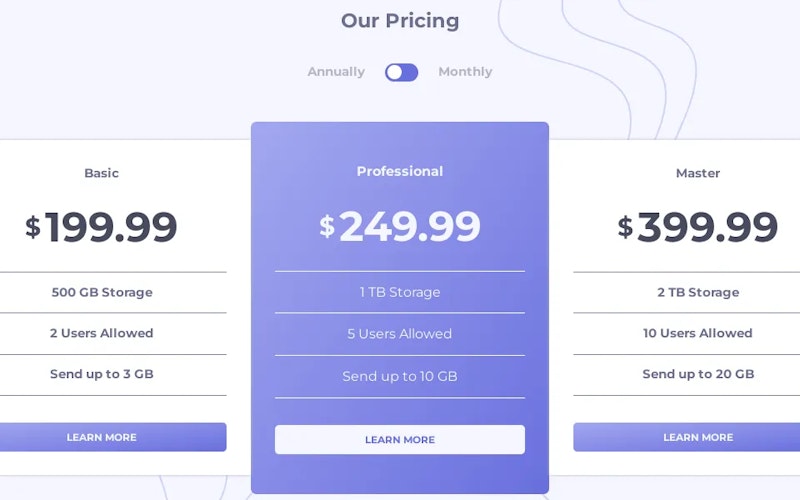 Our Pricing
Annually
Monthly
Basic
$199.99
500 GB Storage
2 Users Allowed
Send up to 3 GB
LEARN MORE
Professional
$249.99
1 TB Storage
5 Users Allowed
Send up to 10 GB
LEARN MORE
Master
$399.99
2 TB Storage
10 Users Allowed
Send up to 20 GB
LEARN MORE